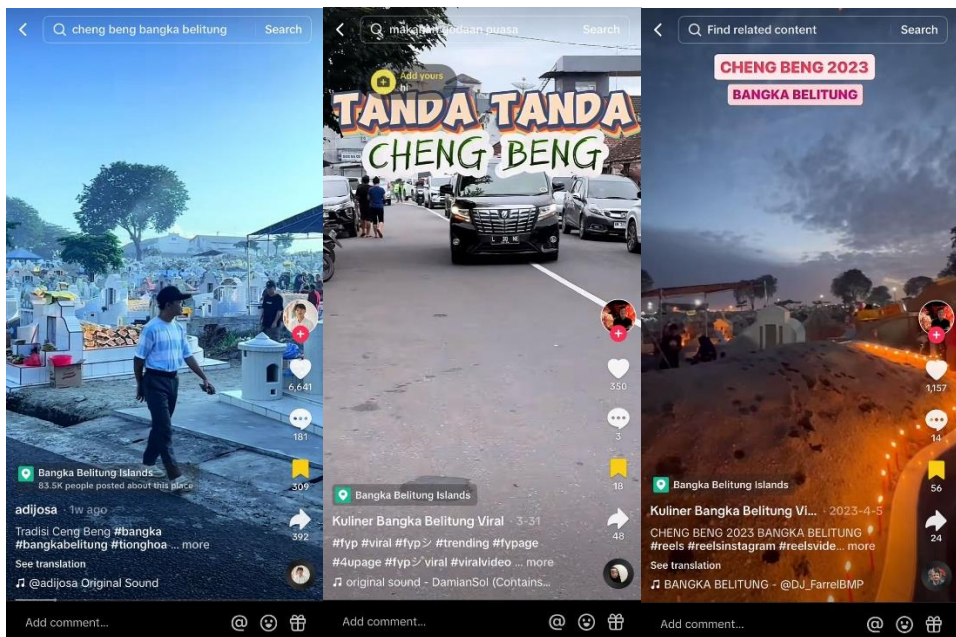 cheng beng bangka belitung
Search
6,641
181
Bangka Belitung Islands
83.5K people posted about this place
309
adijosa · 1w ago
392
Tradisi Ceng Beng #bangka
#bangkabelitung #tionghoa ... more
See translation
@adijosa Original Sound
Add comment...
makanan godaan puasa
Search
Add yours
hi
TANDA TANDA
CHENG BENG
350
3
Bangka Belitung Islands
18
Kuliner Bangka Belitung Viral · 3-31
48
#fyp #viral #fypシ #trending #fypage
#4upage #fypシ゚viral #viralvideo ... more
original sound - DamianSol (Contains...
Add comment...
Find related content
Search
CHENG BENG 2023
BANGKA BELITUNG
1,157
14
Bangka Belitung Islands
56
Kuliner Bangka Belitung Vi... · 2023-4-5
24
CHENG BENG 2023 BANGKA BELITUNG
#reels #reelsinstagram #reelsvide... more
See translation
BANGKA BELITUNG - @DJ_FarrelBMP
Add comment...